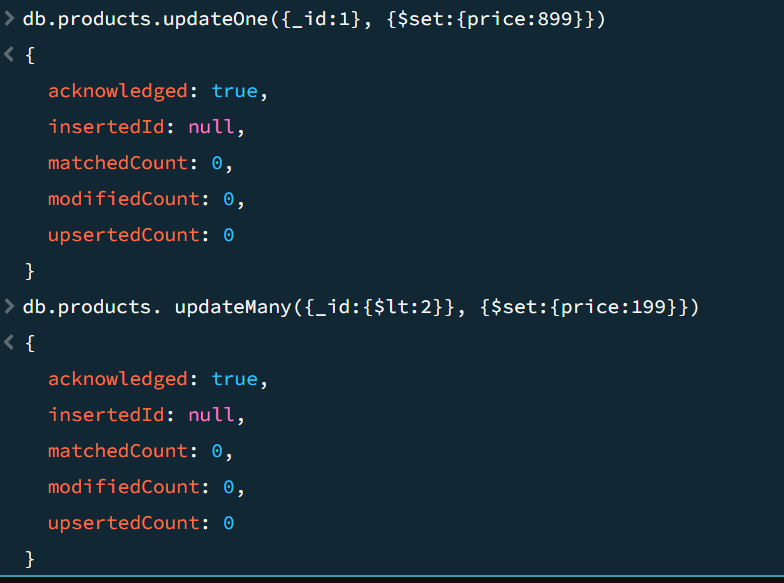 > db.products.updateOne({_id:1}, {$set:{price:899}})
< {
acknowledged: true,
insertedId: null,
matchedCount: 0,
modifiedCount: 0,
upsertedCount: 0
}
> db.products. updateMany({_id:{$lt:2}}, {$set:{price:199}})
< {
acknowledged: true,
insertedId: null,
matchedCount: 0,
modifiedCount: 0,
upsertedCount: 0
}